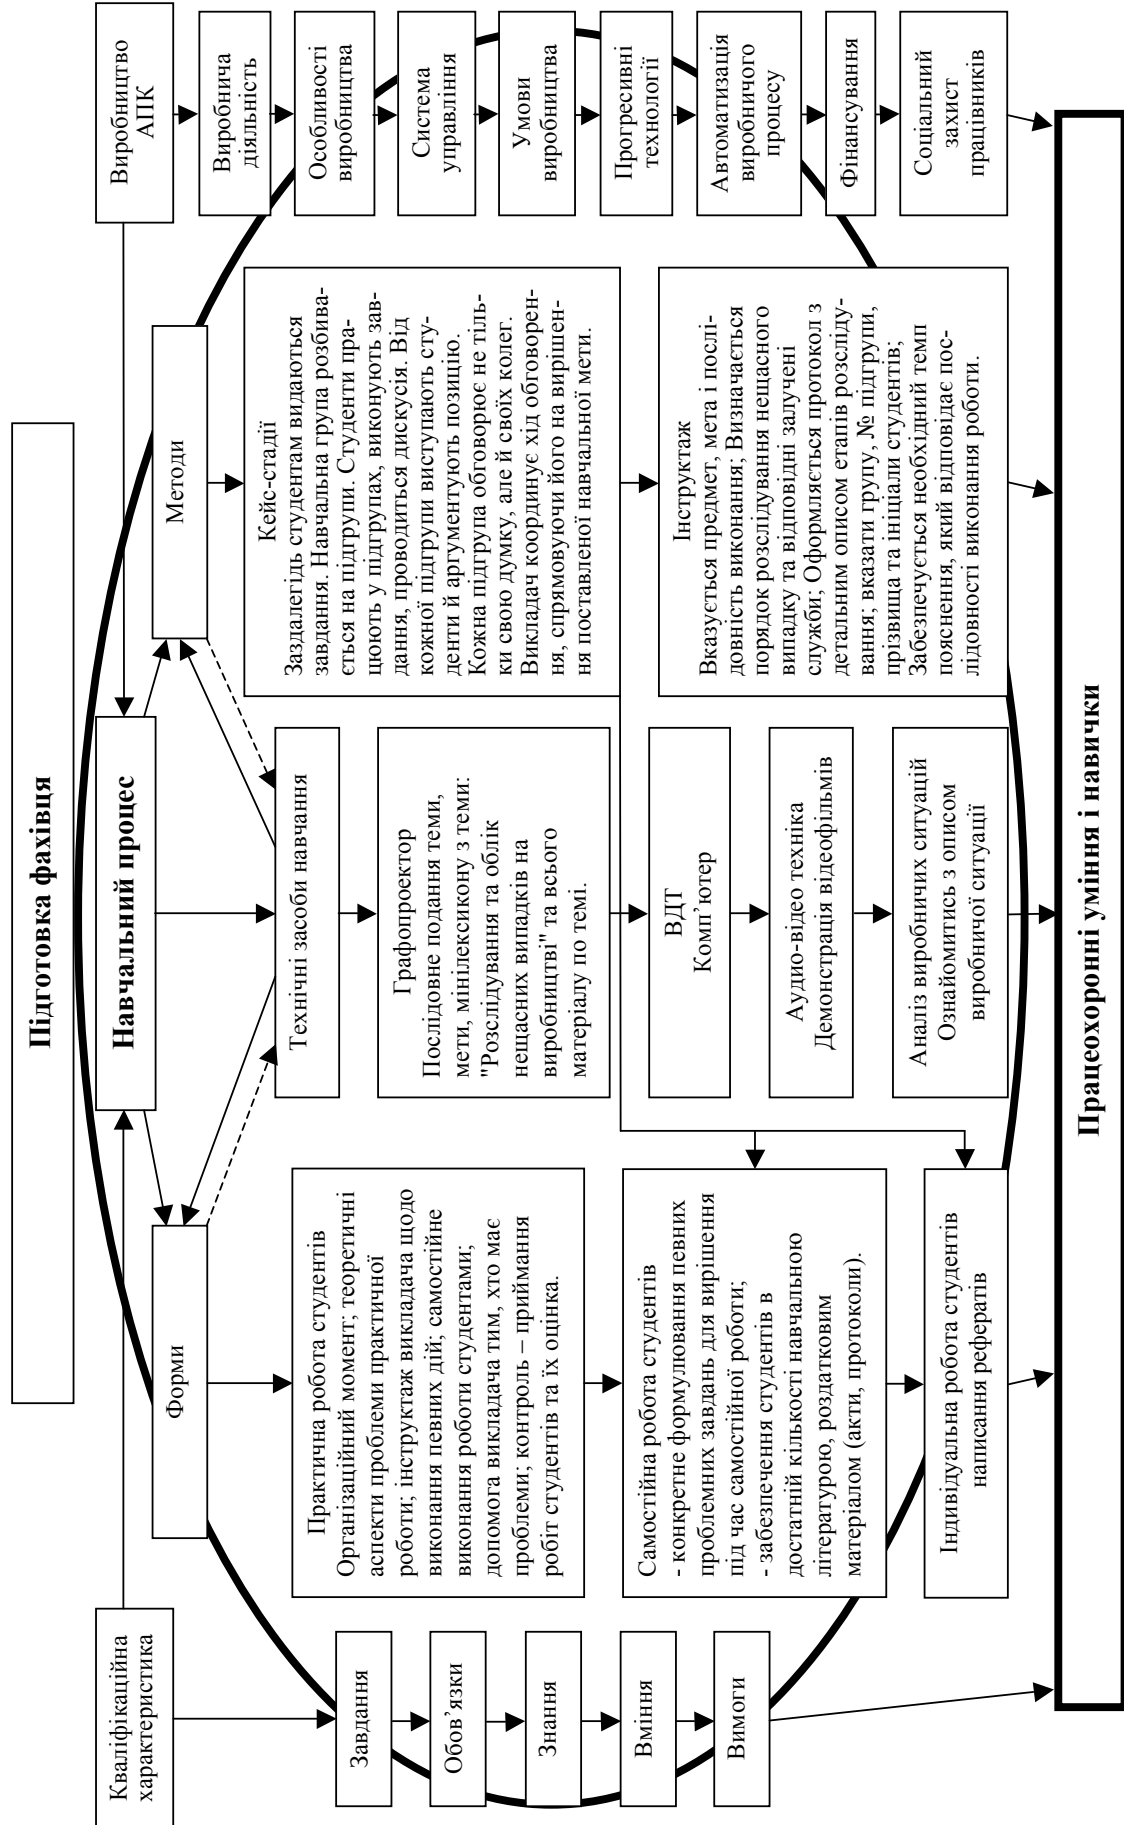 Підготовка фахівця
Кваліфікаційна
характеристика
Навчальний процес
Виробництво
АПК
Форми
Методи
Завдання
Обов’язки
Знання
Вміння
Вимоги
Практична робота студентів
Організаційний момент; теоретичні
аспекти проблеми практичної
роботи; інструктаж викладача щодо
виконання певних дій; самостійне
виконання роботи студентами;
допомога викладача тим, хто має
проблеми; контроль – приймання
робіт студентів та їх оцінка.
Самостійна робота студентів
- конкретне формулювання певних
проблемних завдань для вирішення
під час самостійної роботи;
- забезпечення студентів в
достатній кількості навчальною
літературою, роздатковим
матеріалом (акти, протоколи).
Індивідуальна робота студентів
написання рефератів
Технічні засоби навчання
Графопроектор
Послідовне подання теми,
мети, мінілексикону з теми:
"Розслідування та облік
нещасних випадків на
виробництві" та всього
матеріалу по темі.
ВДТ
Комп’ютер
Аудио-відео техніка
Демонстрація відеофільмів
Аналіз виробничих ситуацій
Ознайомитись з описом
виробничої ситуації
Кейс-стадії
Заздалегідь студентам видаються
завдання. Навчальна група розбива-
ється на підгрупи. Студенти пра-
цюють у підгрупах, виконують зав-
дання, проводиться дискусія. Від
кожної підгрупи виступають сту-
денти й аргументують позицію.
Кожна підгрупа обговорює не тіль-
ки свою думку, але й своїх колег.
Викладач координує хід обговорен-
ня, спрямовуючи його на вирішен-
ня поставленої навчальної мети.
Інструктаж
Вказується предмет, мета і послі-
довність виконання; Визначається
порядок розслідування нещасного
випадку та відповідні залучені
служби; Оформляється протокол з
детальним описом етапів розсліду-
вання; вказати групу, № підгрупи,
прізвища та ініціали студентів;
Забезпечується необхідний темп
пояснення, який відповідає пос-
лідовності виконання роботи.
Виробнича
діяльність
Особливості
виробництва
Система
управління
Умови
виробництва
Прогресивні
технології
Автоматизація
виробничого
процесу
Фінансування
Соціальний
захист
працівників
Працеохоронні уміння і навички